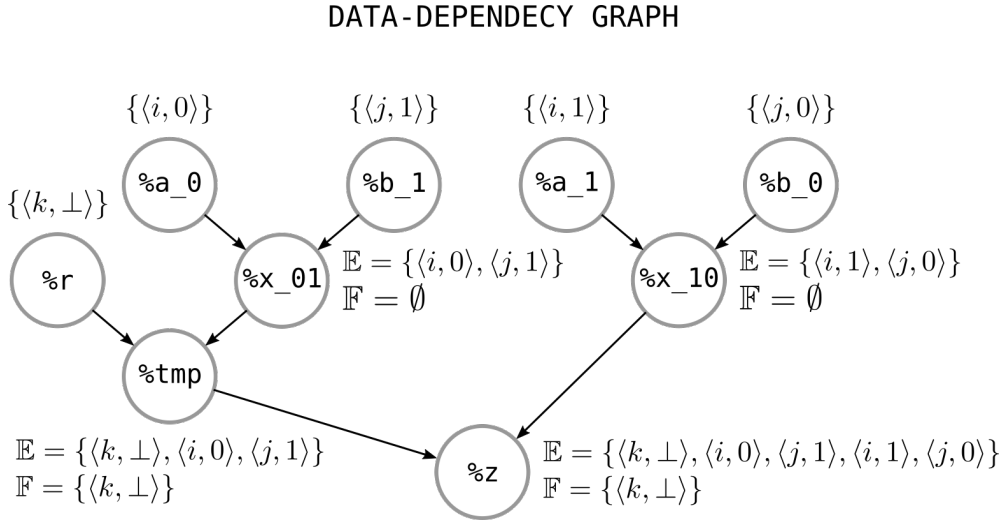 DATA-DEPENDECY GRAPH
{⟨i, 0⟩}
{⟨j, 1⟩}
{⟨i, 1⟩}
{⟨j, 0⟩}
%a_0
%b_1
%a_1
%b_0
{⟨k, ⊥⟩}
%r
%x_01
𝔼 = {⟨i, 0⟩, ⟨j, 1⟩}
𝔽 = ∅
%x_10
𝔼 = {⟨i, 1⟩, ⟨j, 0⟩}
𝔽 = ∅
%tmp
𝔼 = {⟨k, ⊥⟩, ⟨i, 0⟩, ⟨j, 1⟩}
𝔽 = {⟨k, ⊥⟩}
%z
𝔼 = {⟨k, ⊥⟩, ⟨i, 0⟩, ⟨j, 1⟩, ⟨i, 1⟩, ⟨j, 0⟩}
𝔽 = {⟨k, ⊥⟩}